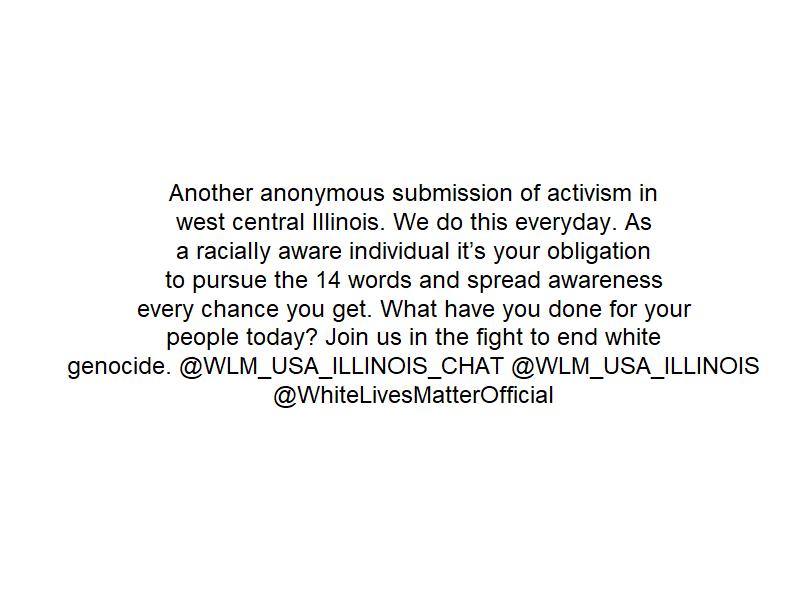 Another anonymous submission of activism in
west central Illinois. We do this everyday. As
a racially aware individual it’s your obligation
to pursue the 14 words and spread awareness
every chance you get. What have you done for your
people today? Join us in the fight to end white
genocide. @WLM_USA_ILLINOIS_CHAT @WLM_USA_ILLINOIS
@WhiteLivesMatterOfficial